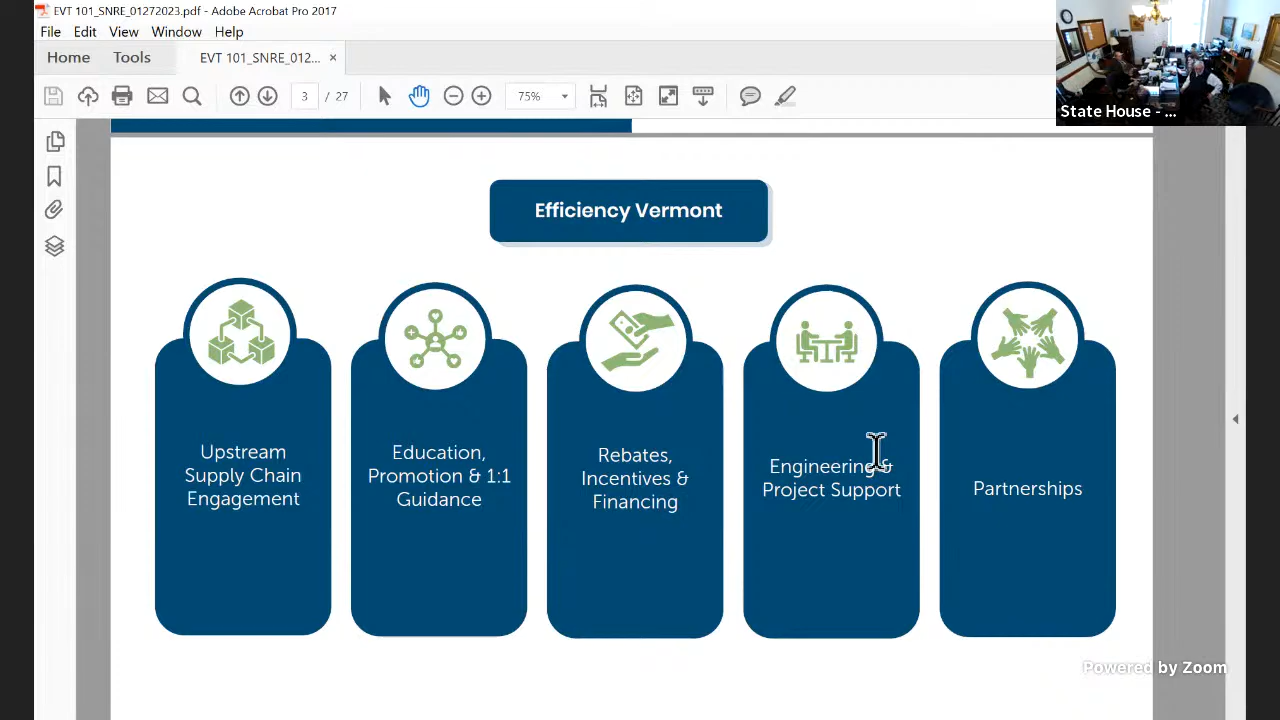 EVT 101_SNRE_01272023.pdf - Adobe Acrobat Pro 2017
File Edit View Window Help
Home Tools EVT 101_SNRE_012... ×
3 / 27 75%
State House - ...
Efficiency Vermont
Upstream
Supply Chain
Engagement
Education,
Promotion & 1:1
Guidance
Rebates,
Incentives &
Financing
Engineering &
Project Support
Partnerships
Powered by Zoom